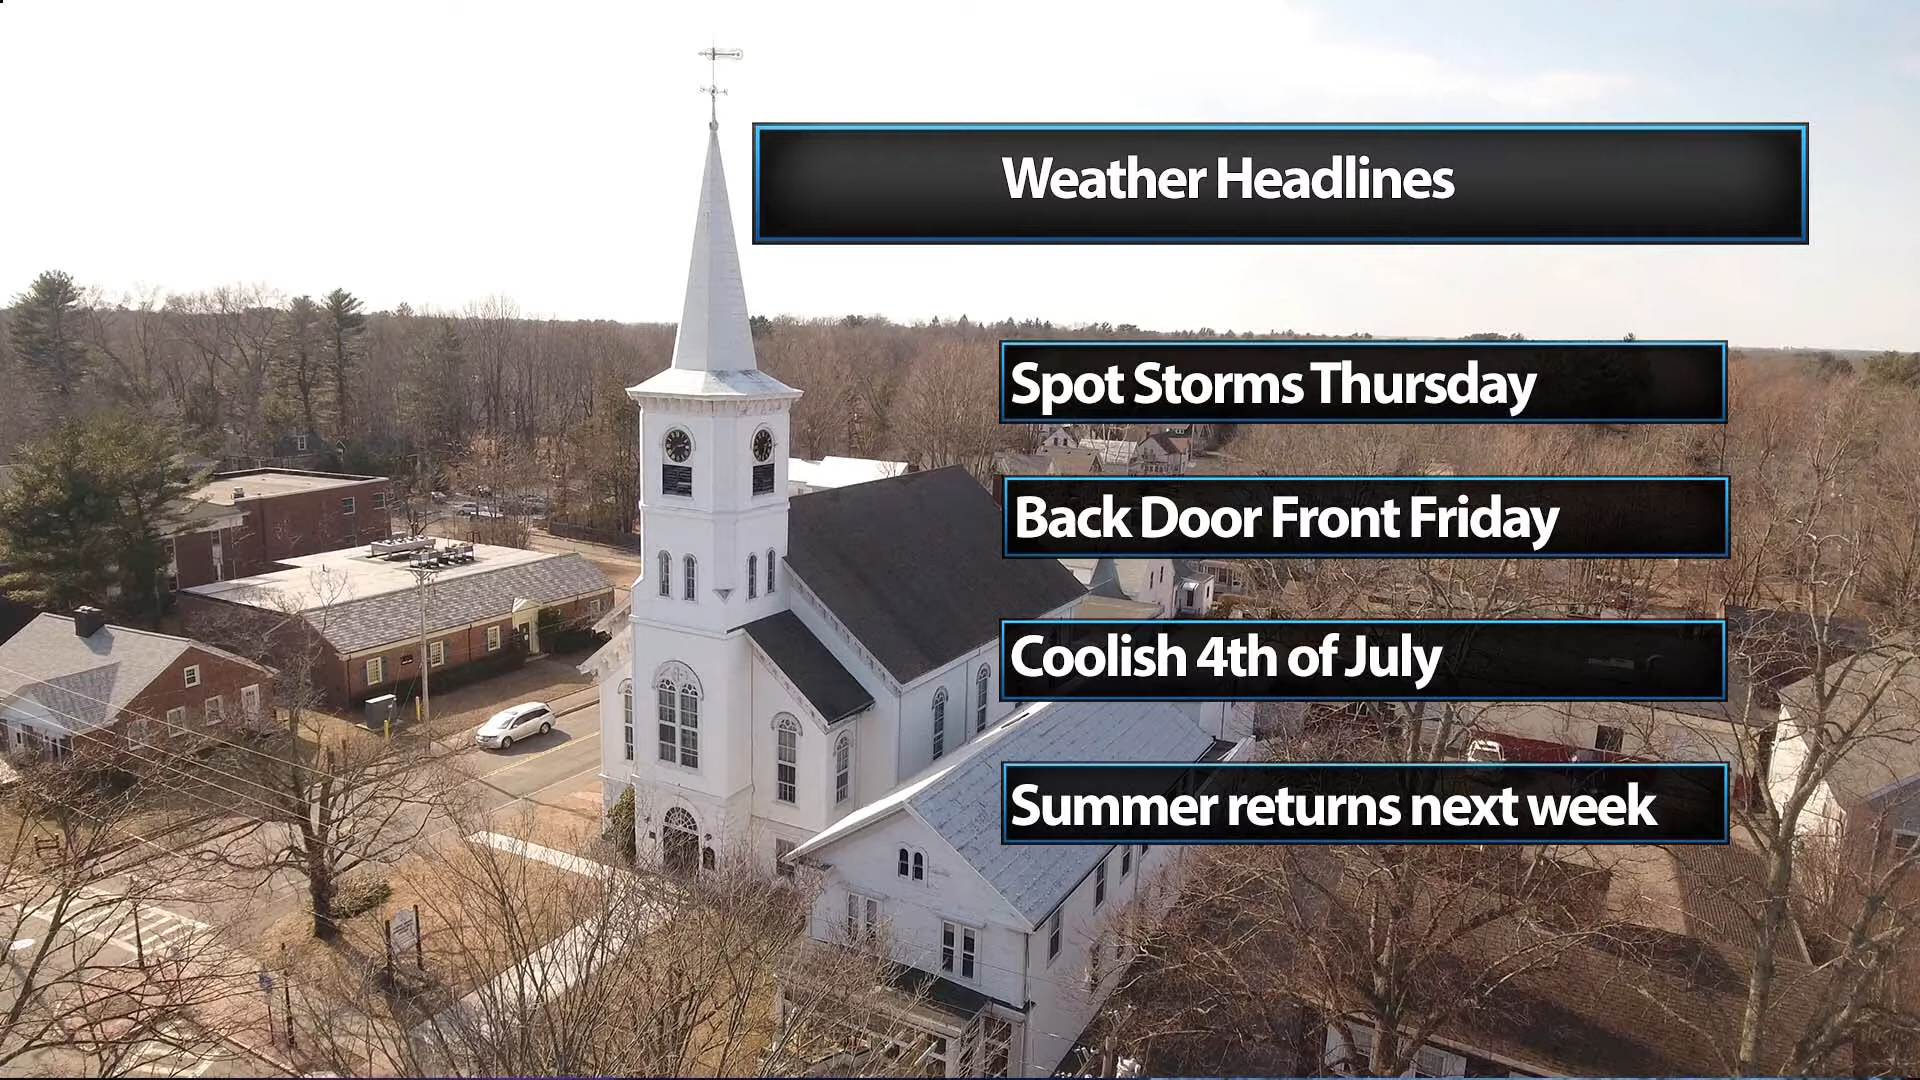 Weather Headlines
Spot Storms Thursday
Back Door Front Friday
Coolish 4th of July
Summer returns next week